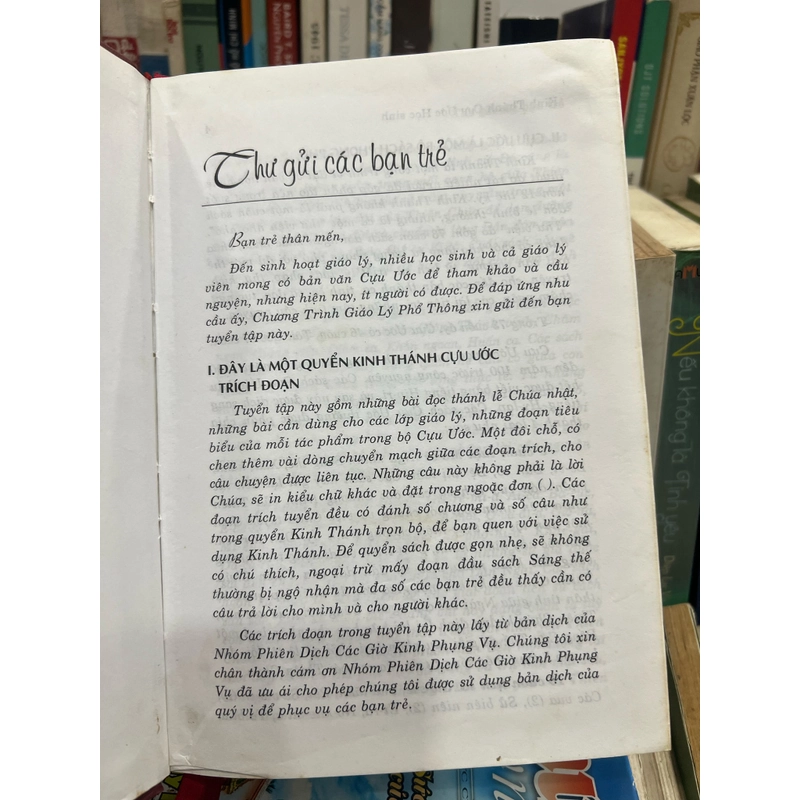 Thư gửi các bạn trẻ
Bạn trẻ thân mến,
Đến sinh hoạt giáo lý, nhiều học sinh và cả giáo lý
viên mong có bản văn Cựu Ước để tham khảo và cầu
nguyện, nhưng hiện nay, ít người có được. Để đáp ứng nhu
cầu ấy, Chương Trình Giáo Lý Phổ Thông xin gửi đến bạn
tuyển tập này.
I. ĐÂY LÀ MỘT QUYỂN KINH THÁNH CỰU ƯỚC
TRÍCH ĐOẠN
Tuyển tập này gồm những bài đọc thánh lễ Chúa nhật,
những bài cần dùng cho các lớp giáo lý, những đoạn tiêu
biểu của mỗi tác phẩm trong bộ Cựu Ước. Một đôi chỗ, có
chen thêm vài dòng chuyển mạch giữa các đoạn trích, cho
câu chuyện được liên tục. Những câu này không phải là lời
Chúa, sẽ in kiểu chữ khác và đặt trong ngoặc đơn ( ). Các
đoạn trích tuyển đều có đánh số chương và số câu như
trong quyển Kinh Thánh trọn bộ, để bạn quen với việc sử
dụng Kinh Thánh. Để quyển sách được gọn nhẹ, sẽ không
có chú thích, ngoại trừ mấy đoạn đầu sách Sáng thế
thường bị ngộ nhận mà đa số các bạn trẻ đều thấy cần có
câu trả lời cho mình và cho người khác.
Các trích đoạn trong tuyển tập này lấy từ bản dịch của
Nhóm Phiên Dịch Các Giờ Kinh Phụng Vụ. Chúng tôi xin
chân thành cám ơn Nhóm Phiên Dịch Các Giờ Kinh Phụng
Vụ đã ưu ái cho phép chúng tôi được sử dụng bản dịch của
quý vị để phục vụ các bạn trẻ.
Nếu không là tình yêu